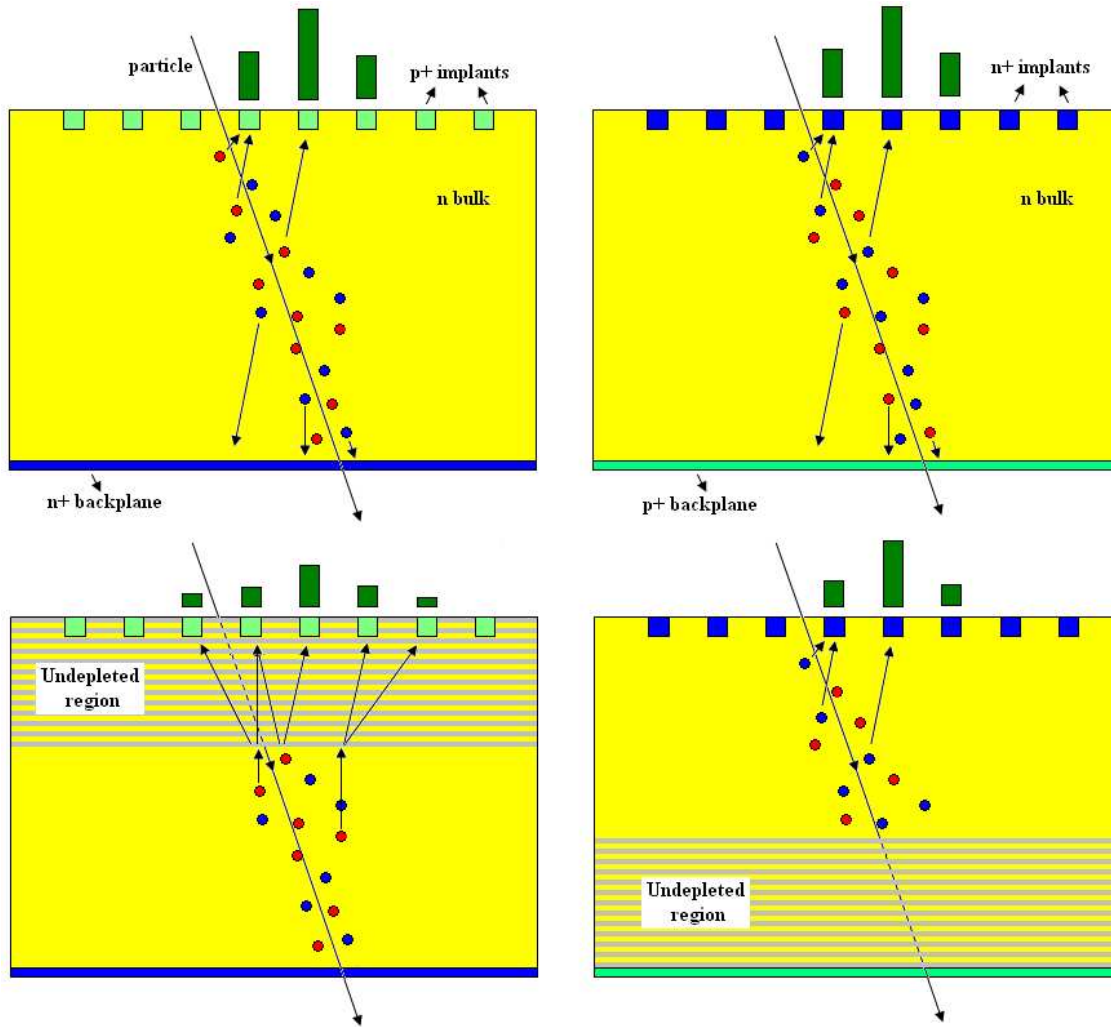 particle
p+ implants
n bulk
n+ backplane
n+ implants
n bulk
p+ backplane
Undepleted
region
Undepleted
region